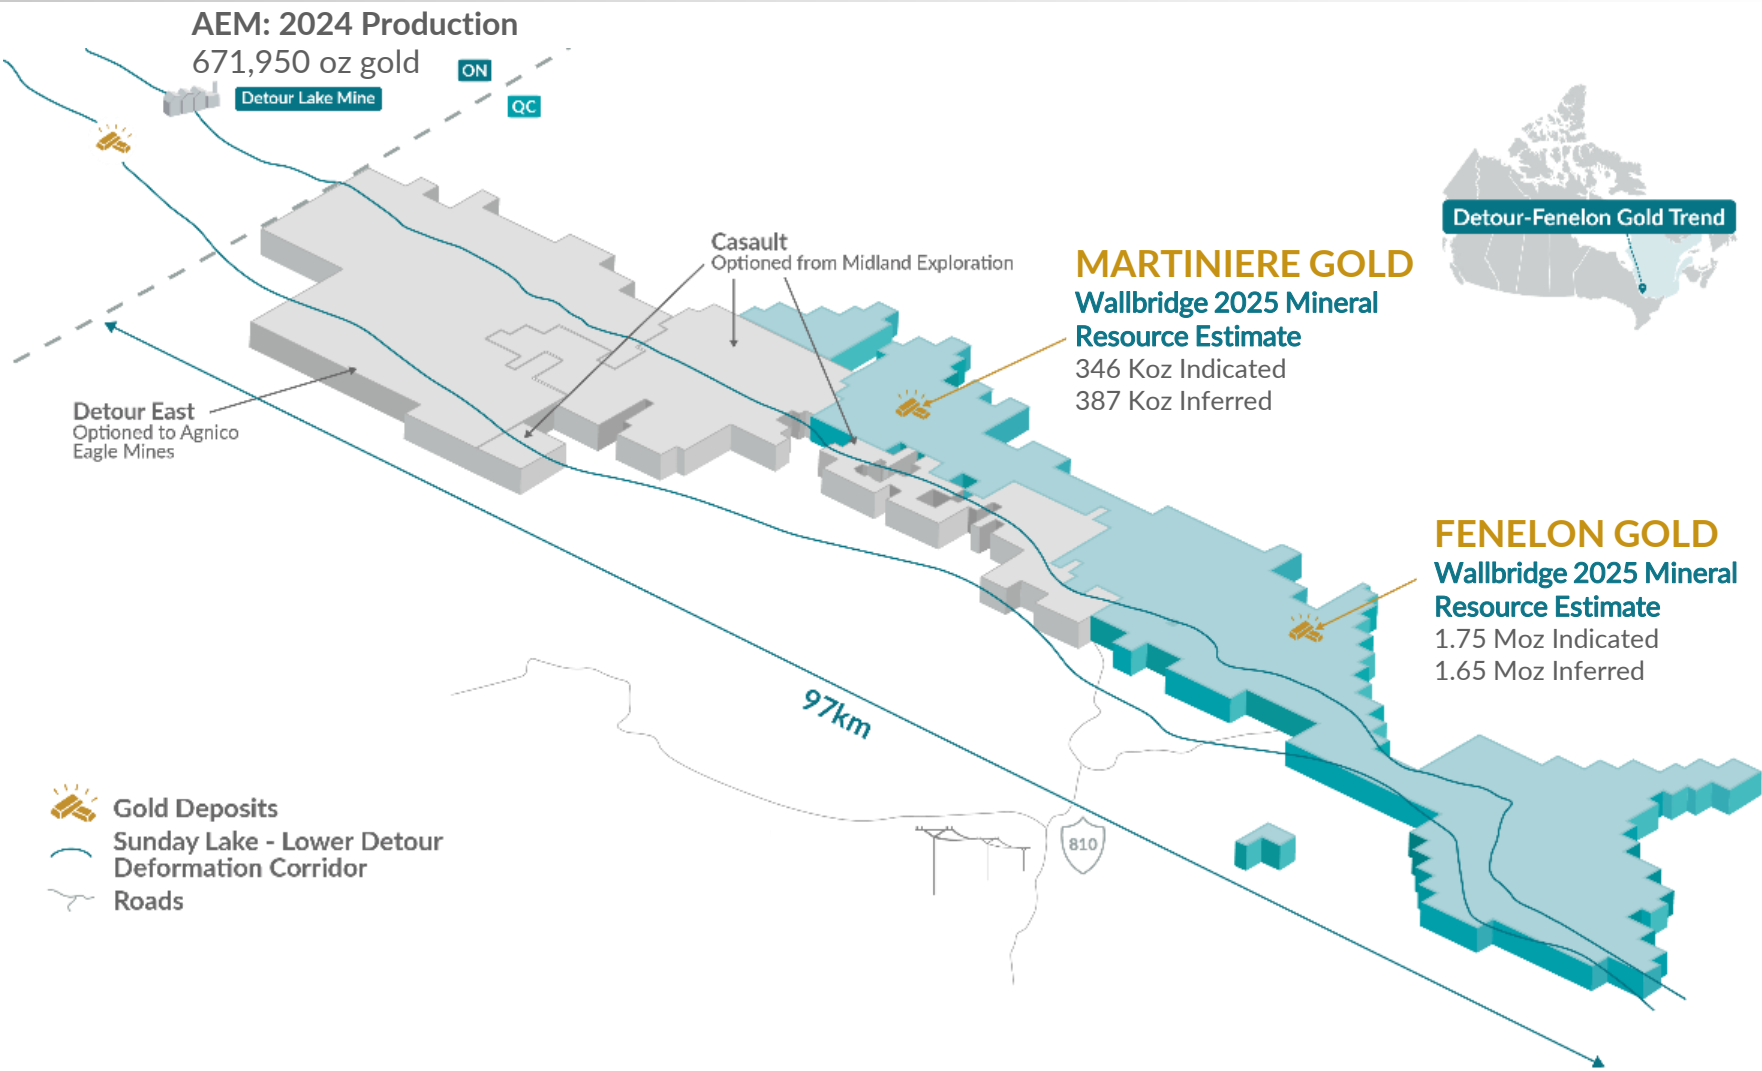 AEM: 2024 Production
671,950 oz gold
ON
Detour Lake Mine
QC
Detour-Fenelon Gold Trend
Casault
Optioned from Midland Exploration
MARTINIERE GOLD
Wallbridge 2025 Mineral
Resource Estimate
346 Koz Indicated
387 Koz Inferred
Detour East
Optioned to Agnico
Eagle Mines
FENELON GOLD
Wallbridge 2025 Mineral
Resource Estimate
1.75 Moz Indicated
1.65 Moz Inferred
97km
Gold Deposits
Sunday Lake - Lower Detour
Deformation Corridor
Roads
810